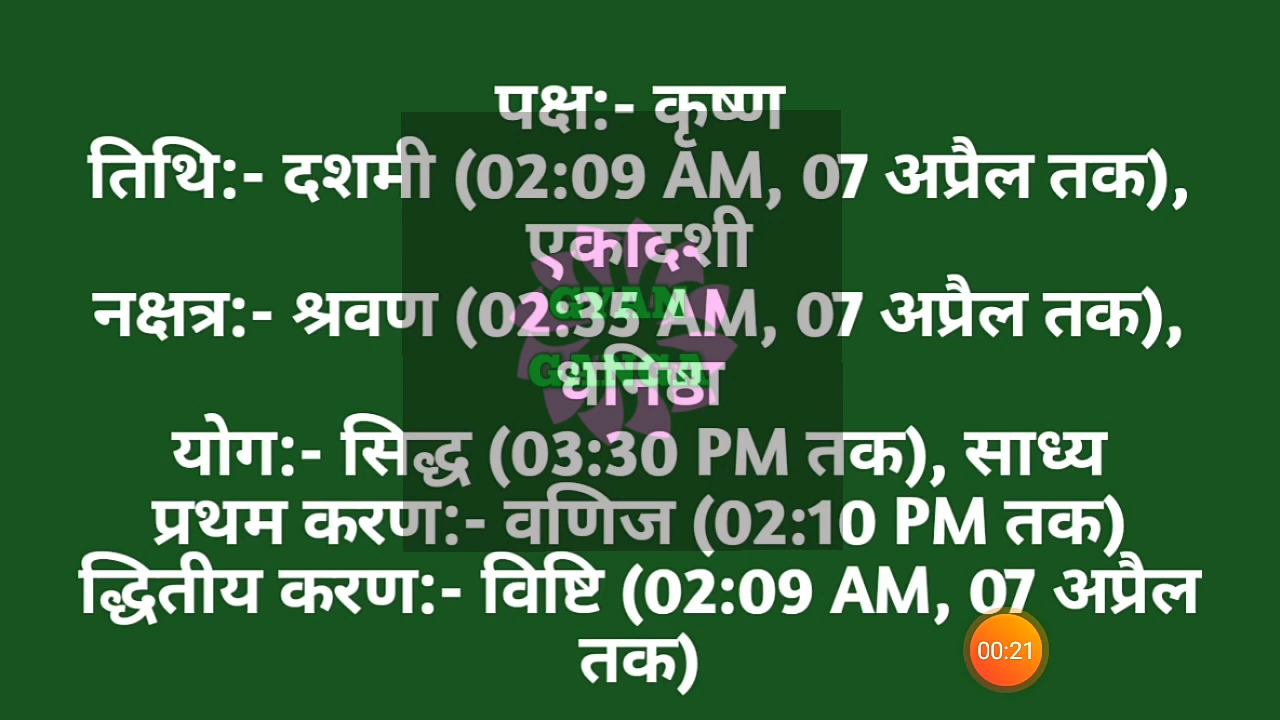 पक्ष:- कृष्ण
तिथि:- दशमी (02:09 AM, 07 अप्रैल तक),
एकादशी
नक्षत्र:- श्रवण (02:35 AM, 07 अप्रैल तक),
धनिष्ठा
योग:- सिद्ध (03:30 PM तक), साध्य
प्रथम करण:- वणिज (02:10 PM तक)
द्धितीय करण:- विष्टि (02:09 AM, 07 अप्रैल
तक)
GYAN
GANGA
00:21